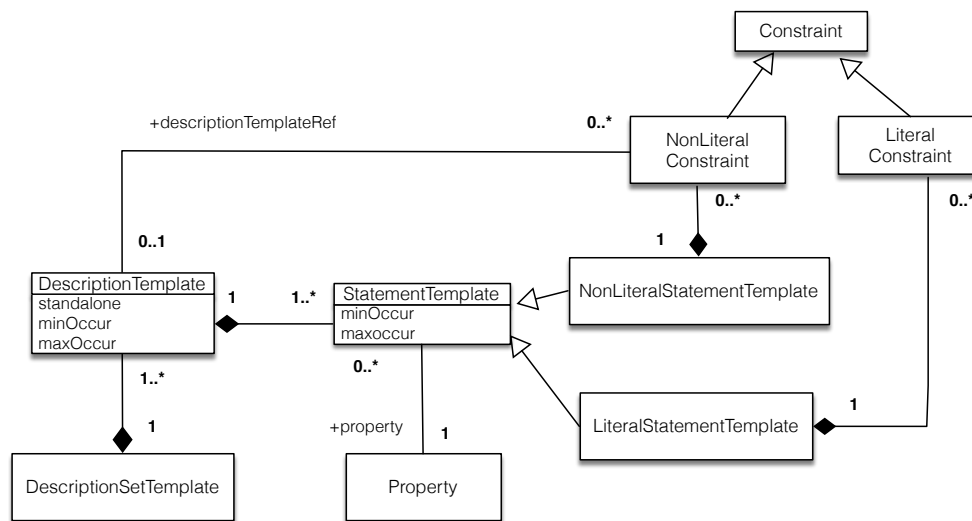 Constraint
+descriptionTemplateRef
0..*
NonLiteral
Constraint
Literal
Constraint
0..*
0..*
0..1
1
DescriptionTemplate
standalone
minOccur
maxOccur
1
1..*
StatementTemplate
minOccur
maxoccur
NonLiteralStatementTemplate
1..*
0..*
1
+property
1
LiteralStatementTemplate
1
DescriptionSetTemplate
Property